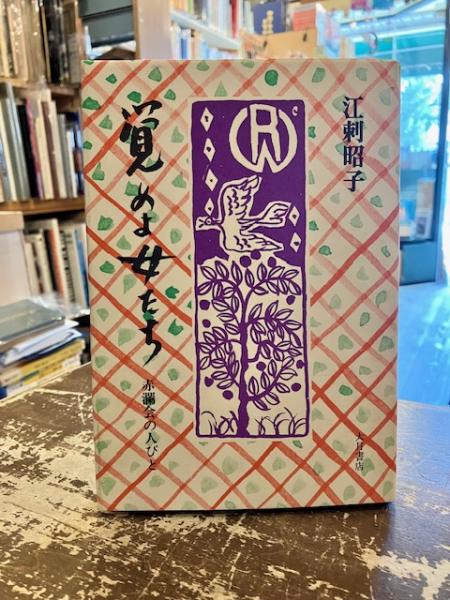 江刺昭子
覚めよ女たち
赤瀾会の人びと
大月書店
RW